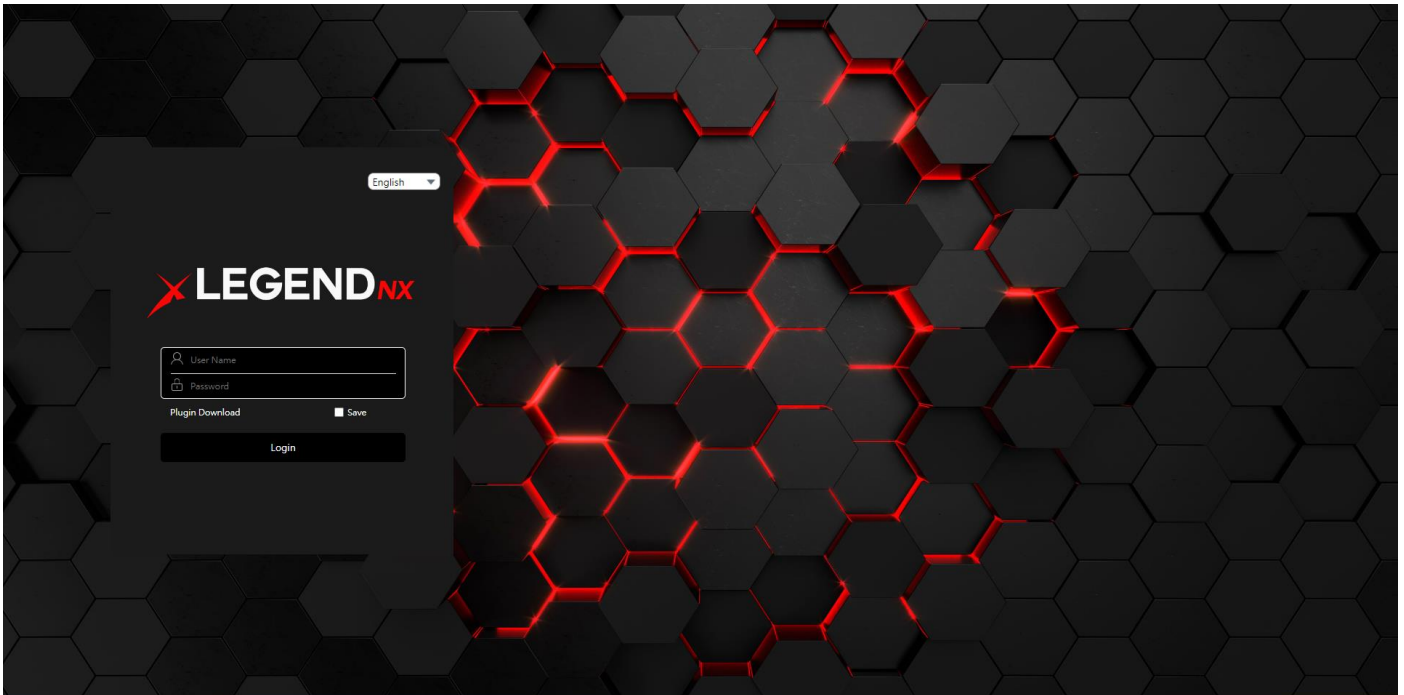 English
LEGEND NX
User Name
Password
Plugin Download Save
Login